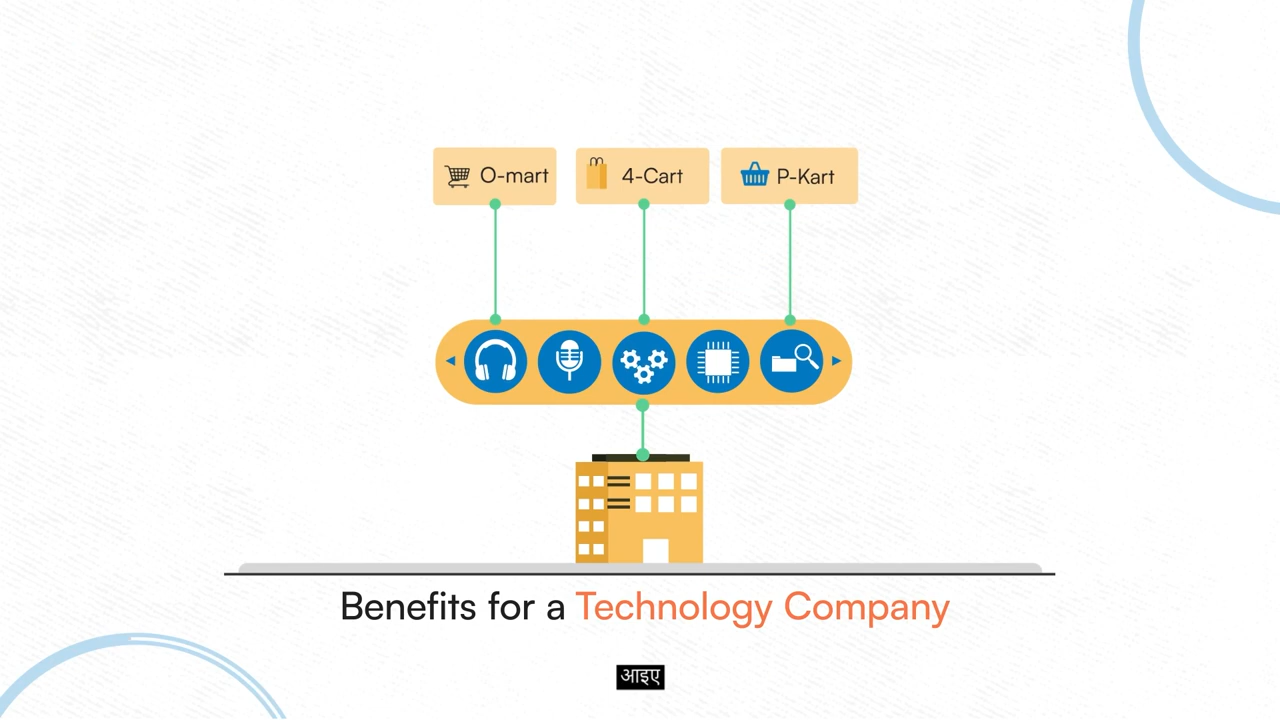 O-mart
4-Cart
P-Kart
Benefits for a Technology Company
आइए